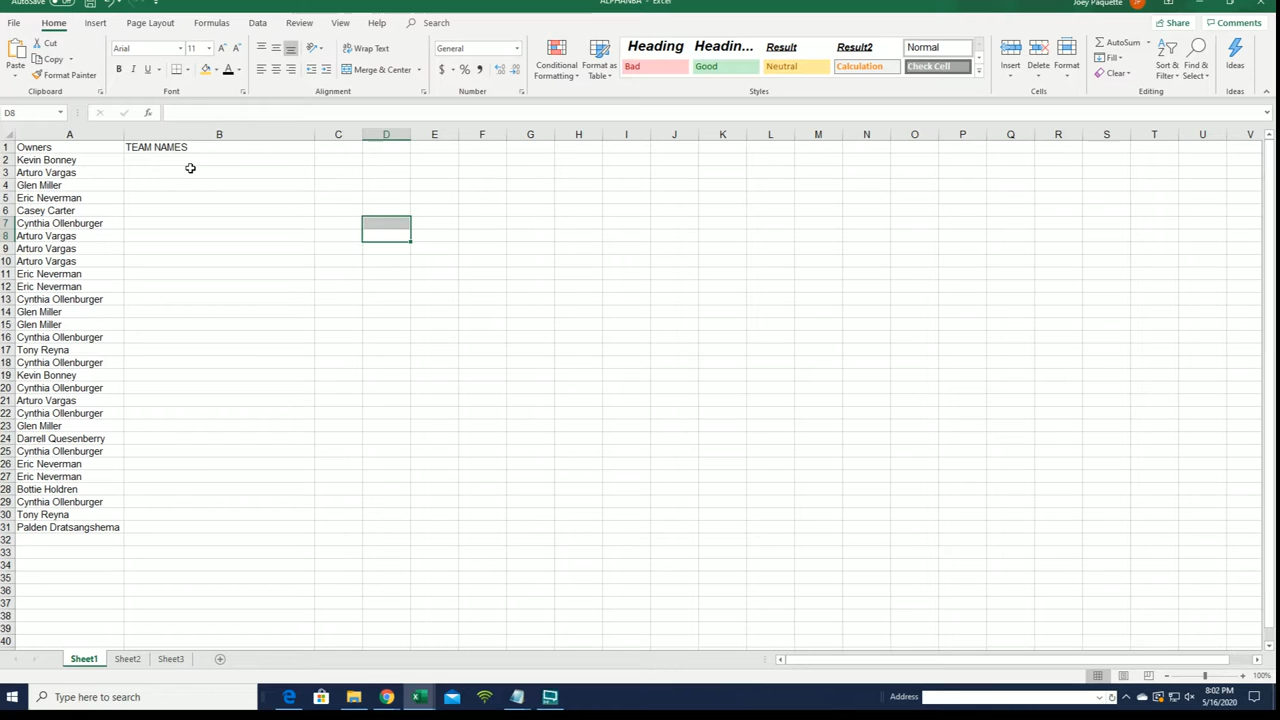 AutoSave Off ALPHANBA - Excel Joey Paquette JP
File Home Insert Page Layout Formulas Data Review View Help Search Share Comments
Paste Cut Copy Format Painter Clipboard
Arial 11 B I U A Font
Wrap Text Merge & Center Alignment
General $ % Number
Conditional Formatting Format as Table
Heading Headin... Result Result2 Normal
Bad Good Neutral Calculation Check Cell
Styles
Insert Delete Format Cells
AutoSum Fill Clear Sort & Filter Find & Select Editing
Ideas Ideas
D8 fx
A B C D E F G H I J K L M N O P Q R S T U V
1 Owners TEAM NAMES
2 Kevin Bonney
3 Arturo Vargas
4 Glen Miller
5 Eric Neverman
6 Casey Carter
7 Cynthia Ollenburger
8 Arturo Vargas
9 Arturo Vargas
10 Arturo Vargas
11 Eric Neverman
12 Eric Neverman
13 Cynthia Ollenburger
14 Glen Miller
15 Glen Miller
16 Cynthia Ollenburger
17 Tony Reyna
18 Cynthia Ollenburger
19 Kevin Bonney
20 Cynthia Ollenburger
21 Arturo Vargas
22 Cynthia Ollenburger
23 Glen Miller
24 Darrell Quesenberry
25 Cynthia Ollenburger
26 Eric Neverman
27 Eric Neverman
28 Bottie Holdren
29 Cynthia Ollenburger
30 Tony Reyna
31 Palden Dratsangshema
32
33
34
35
36
37
38
39
40
Sheet1 Sheet2 Sheet3
100%
Type here to search Address 8:02 PM
5/16/2020